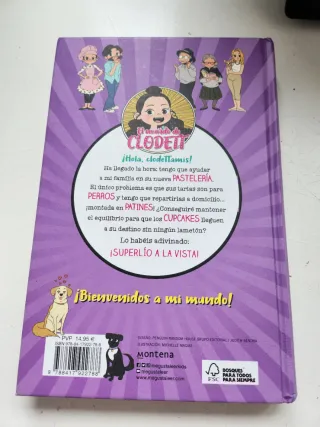 El mundo de
CLODETT
¡Hola, clodettamix!
Ha llegado la hora: tengo que ayudar
a mi familia en su nueva PASTELERÍA.
El único problema es que sus tartas son para
PERROS y tengo que repartirlas a domicilio...
¡montada en PATINES! ¿Conseguiré mantener
el equilibrio para que los CUPCAKES lleguen
a su destino sin ningún lametón?
Lo habéis adivinado:
¡SUPERLÍO A LA VISTA!
¡Bienvenidos a mi mundo!
PVP. 14,95 €
montena
FSC
BOSQUES
PARA TODOS
PARA SIEMPRE